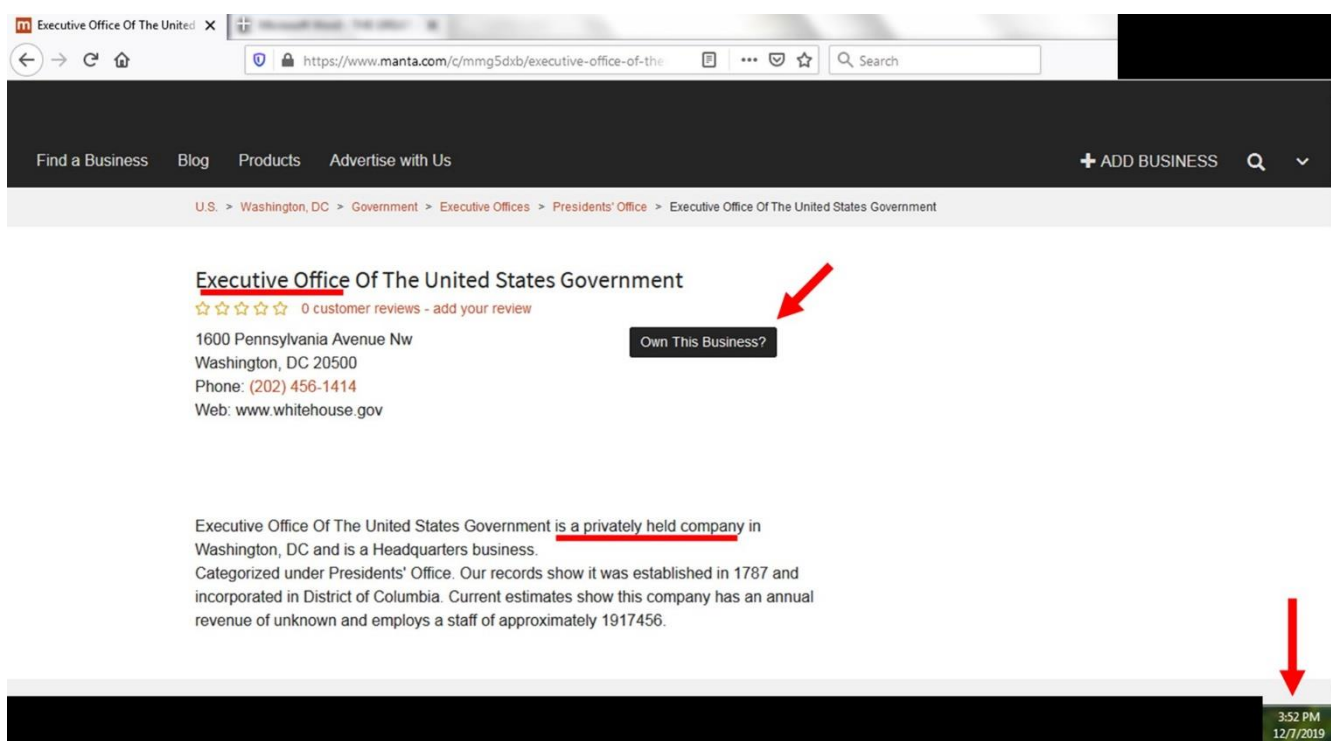 Executive Office Of The United
https://www.manta.com/c/mmg5dxb/executive-office-of-the
Search
Find a Business Blog Products Advertise with Us
ADD BUSINESS
U.S. > Washington, DC > Government > Executive Offices > Presidents' Office > Executive Office Of The United States Government
Executive Office Of The United States Government
0 customer reviews - add your review
1600 Pennsylvania Avenue Nw
Own This Business?
Washington, DC 20500
Phone: (202) 456-1414
Web: www.whitehouse.gov
Executive Office Of The United States Government is a privately held company in
Washington, DC and is a Headquarters business.
Categorized under Presidents' Office. Our records show it was established in 1787 and
incorporated in District of Columbia. Current estimates show this company has an annual
revenue of unknown and employs a staff of approximately 1917456.
3:52 PM
12/7/2019